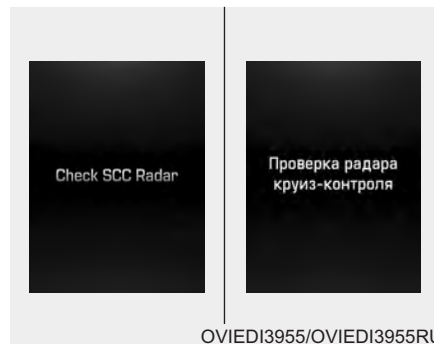 Check SCC Radar
Проверка радара
круиз-контроля
OVIEDI3955/OVIEDI3955RU